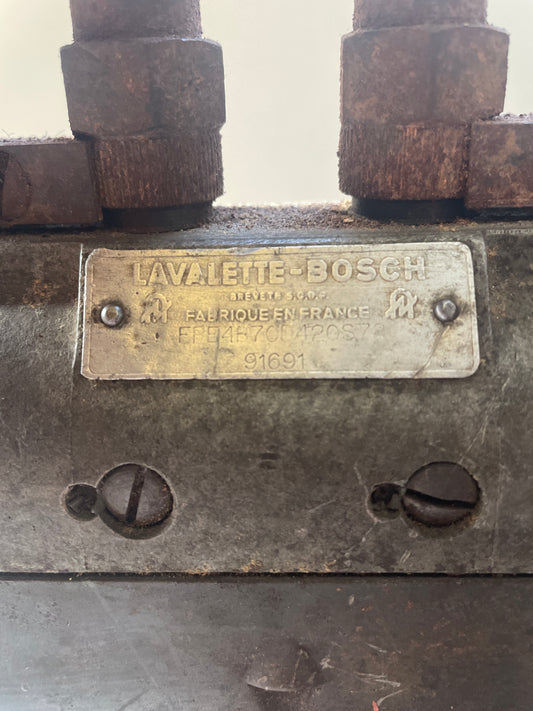 LAVALETTE-BOSCH
BREVETS S.G.D.G.
FABRIQUE EN FRANCE
91691